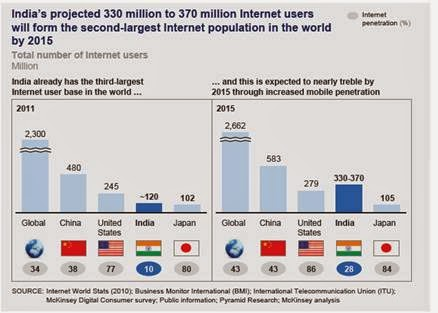 India's projected 330 million to 370 million Internet users
will form the second-largest Internet population in the world
by 2015
Internet
penetration (%)
Total number of Internet users
Million
India already has the third-largest
Internet user base in the world ...
... and this is expected to nearly treble by
2015 through increased mobile penetration
2011
2,300
480
245
~120
102
Global China United States India Japan
34 38 77 10 80
2015
2,662
583
279
330-370
105
Global China United States India Japan
43 43 86 28 84
SOURCE: Internet World Stats (2010); Business Monitor International (BMI); International Telecommunication Union (ITU);
McKinsey Digital Consumer survey; Public information; Pyramid Research; McKinsey analysis